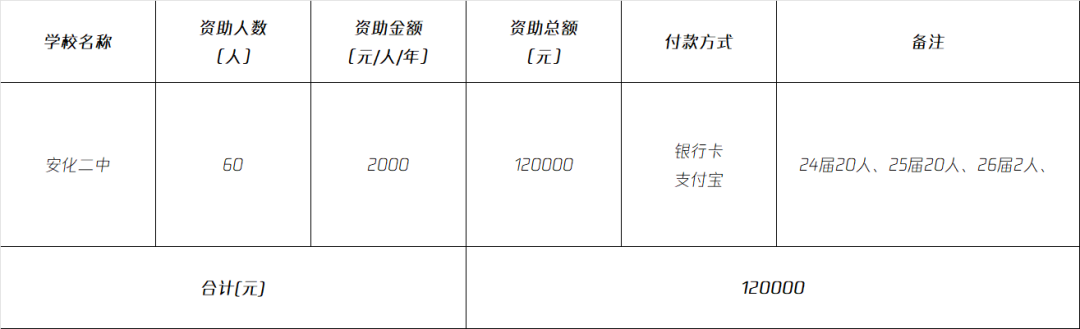 学校名称
资助人数
(人)
资助金额
(元/人/年)
资助总额
(元)
付款方式
备注
安化二中
60
2000
120000
银行卡
支付宝
24届20人、25届20人、26届2人、
合计(元)
120000